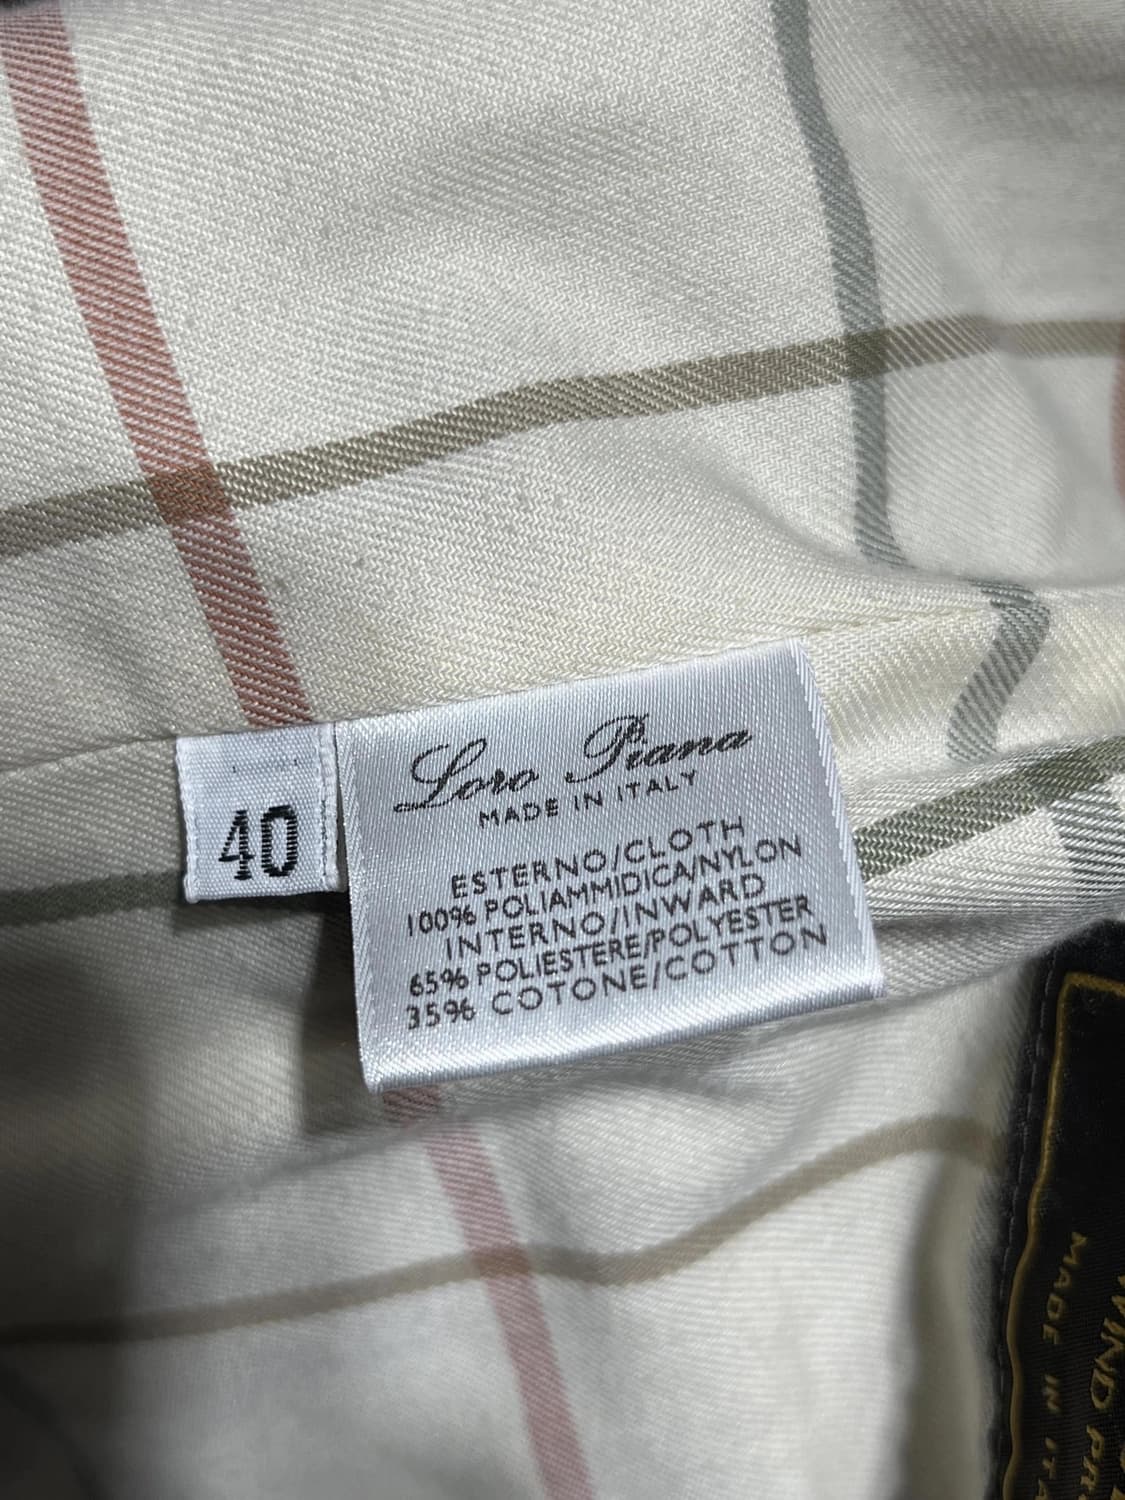 40
Loro Piana
MADE IN ITALY
ESTERNO/CLOTH
100% POLIAMMIDICA/NYLON
INTERNO/INWARD
65% POLIESTERE/POLYESTER
35% COTONE/COTTON
WIND
MADE IN